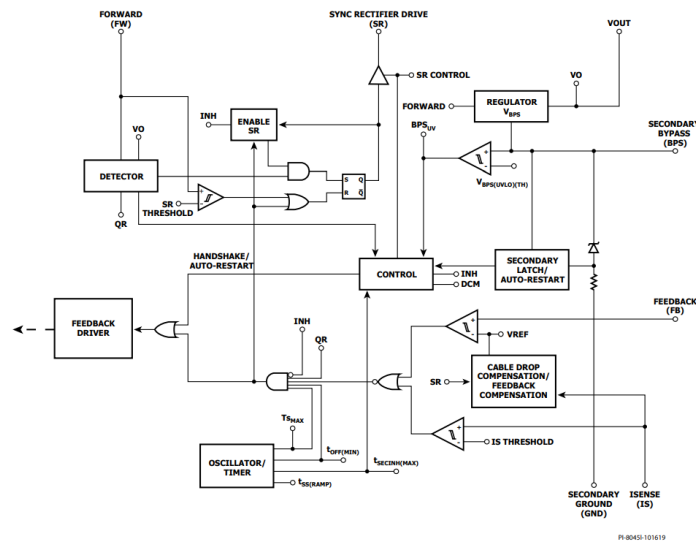 FORWARD
(FW)
SYNC RECTIFIER DRIVE
(SR)
VOUT
SR CONTROL
VO
FORWARD
REGULATOR
VBPS
INH
ENABLE
SR
BPSUV
SECONDARY
BYPASS
(BPS)
VO
+
-
VBPS(UVLO)(TH)
DETECTOR
S Q
R Q̅
+
-
SR
THRESHOLD
QR
HANDSHAKE/
AUTO-RESTART
CONTROL
INH
DCM
SECONDARY
LATCH/
AUTO-RESTART
FEEDBACK
DRIVER
INH
QR
FEEDBACK
(FB)
+
-
VREF
SR
CABLE DROP
COMPENSATION/
FEEDBACK
COMPENSATION
TsMAX
+
-
IS THRESHOLD
OSCILLATOR/
TIMER
tOFF(MIN)
tSECINH(MAX)
tSS(RAMP)
SECONDARY
GROUND
(GND)
ISENSE
(IS)
PI-8045l-101619